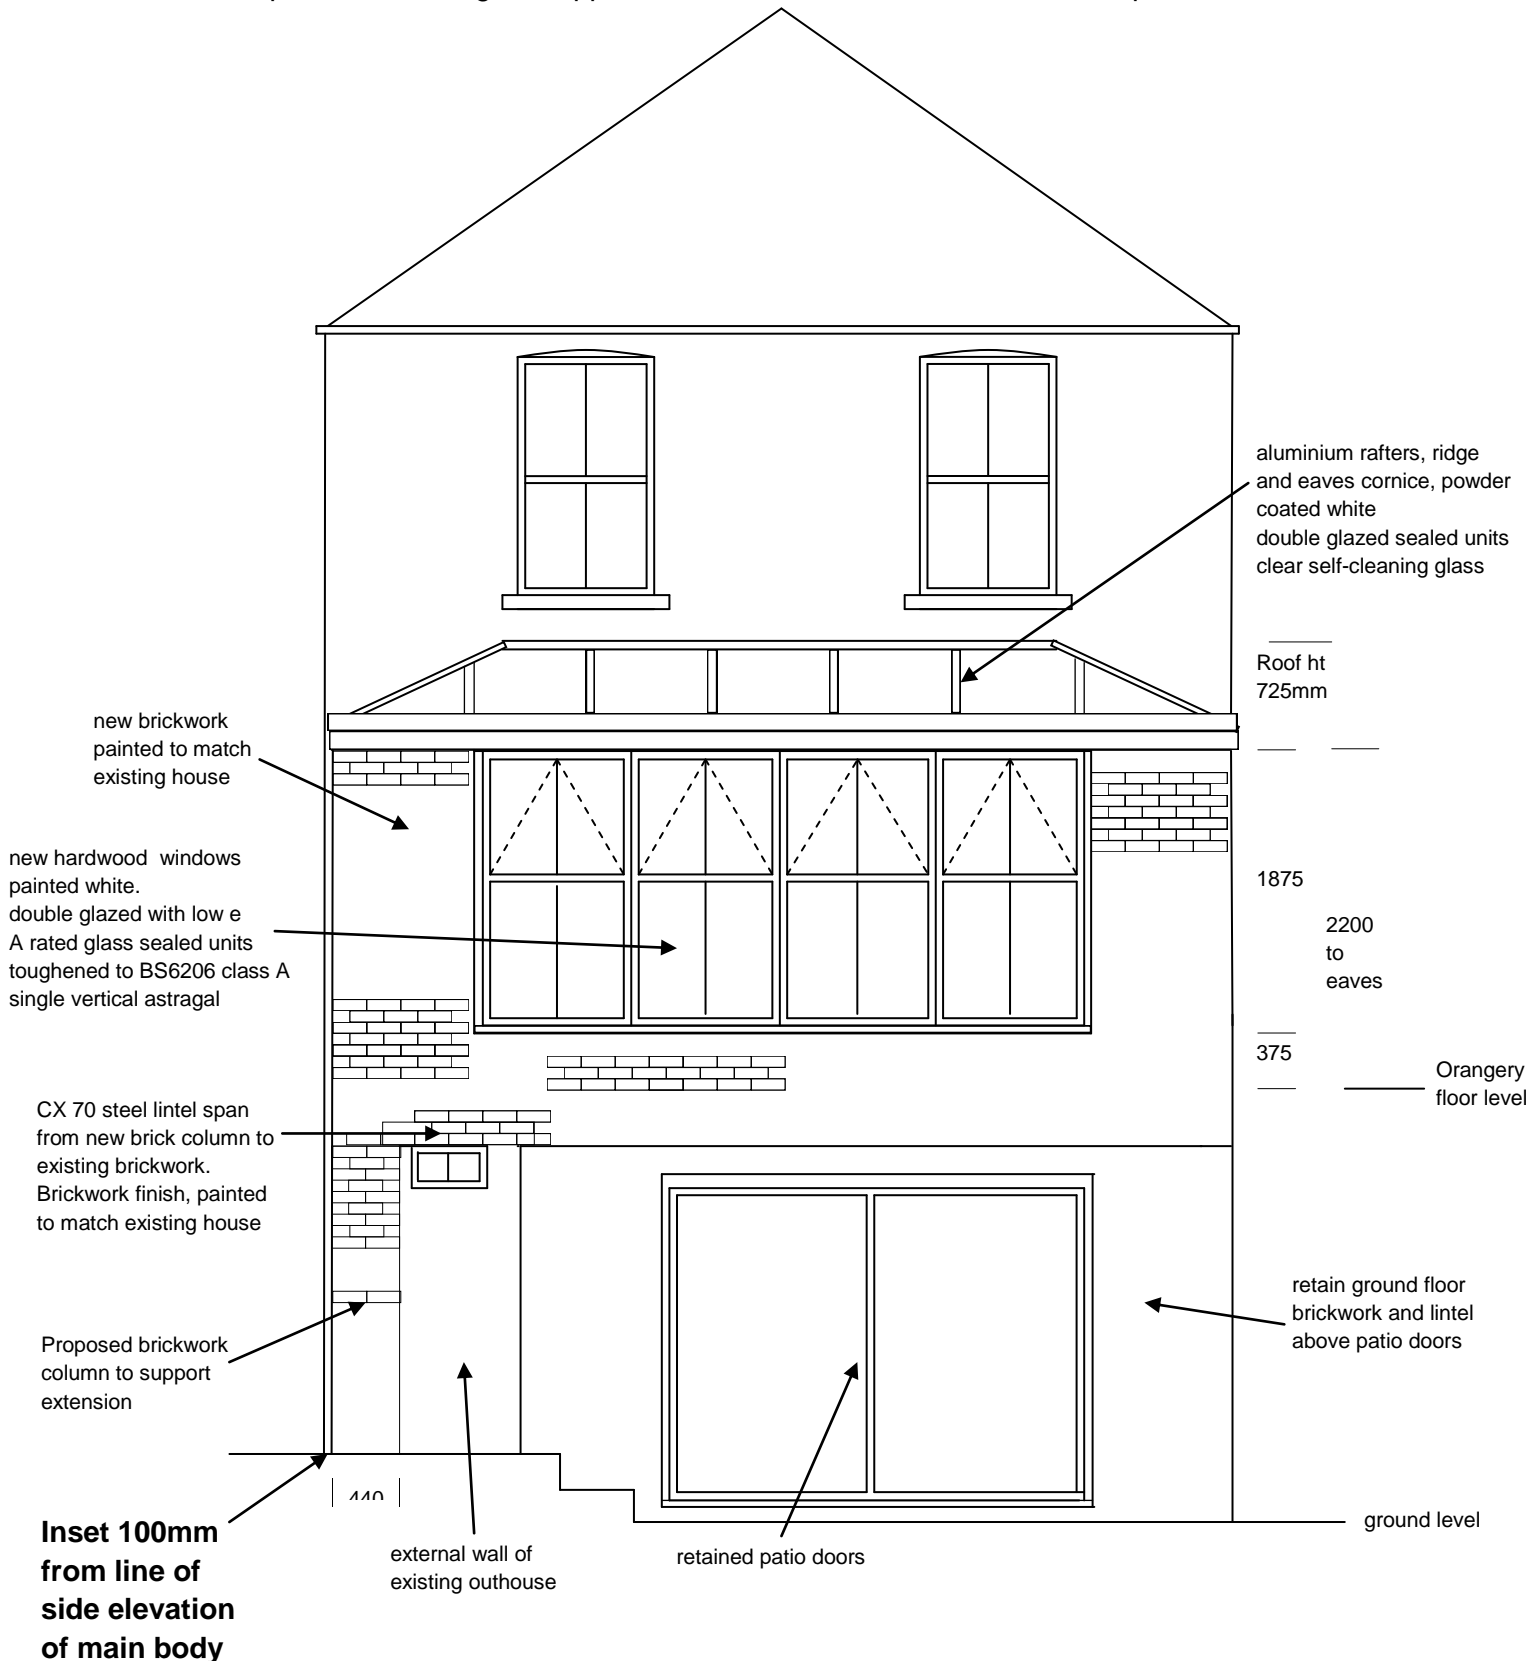 aluminium rafters, ridge
and eaves cornice, powder
coated white
double glazed sealed units
clear self-cleaning glass
Roof ht
725mm
new brickwork
painted to match
existing house
new hardwood windows
painted white.
double glazed with low e
A rated glass sealed units
toughened to BS6206 class A
single vertical astragal
1875
2200
to
eaves
375
Orangery
floor level
CX 70 steel lintel span
from new brick column to
existing brickwork.
Brickwork finish, painted
to match existing house
retain ground floor
brickwork and lintel
above patio doors
Proposed brickwork
column to support
extension
440
Inset 100mm
from line of
side elevation
of main body
external wall of
existing outhouse
retained patio doors
ground level